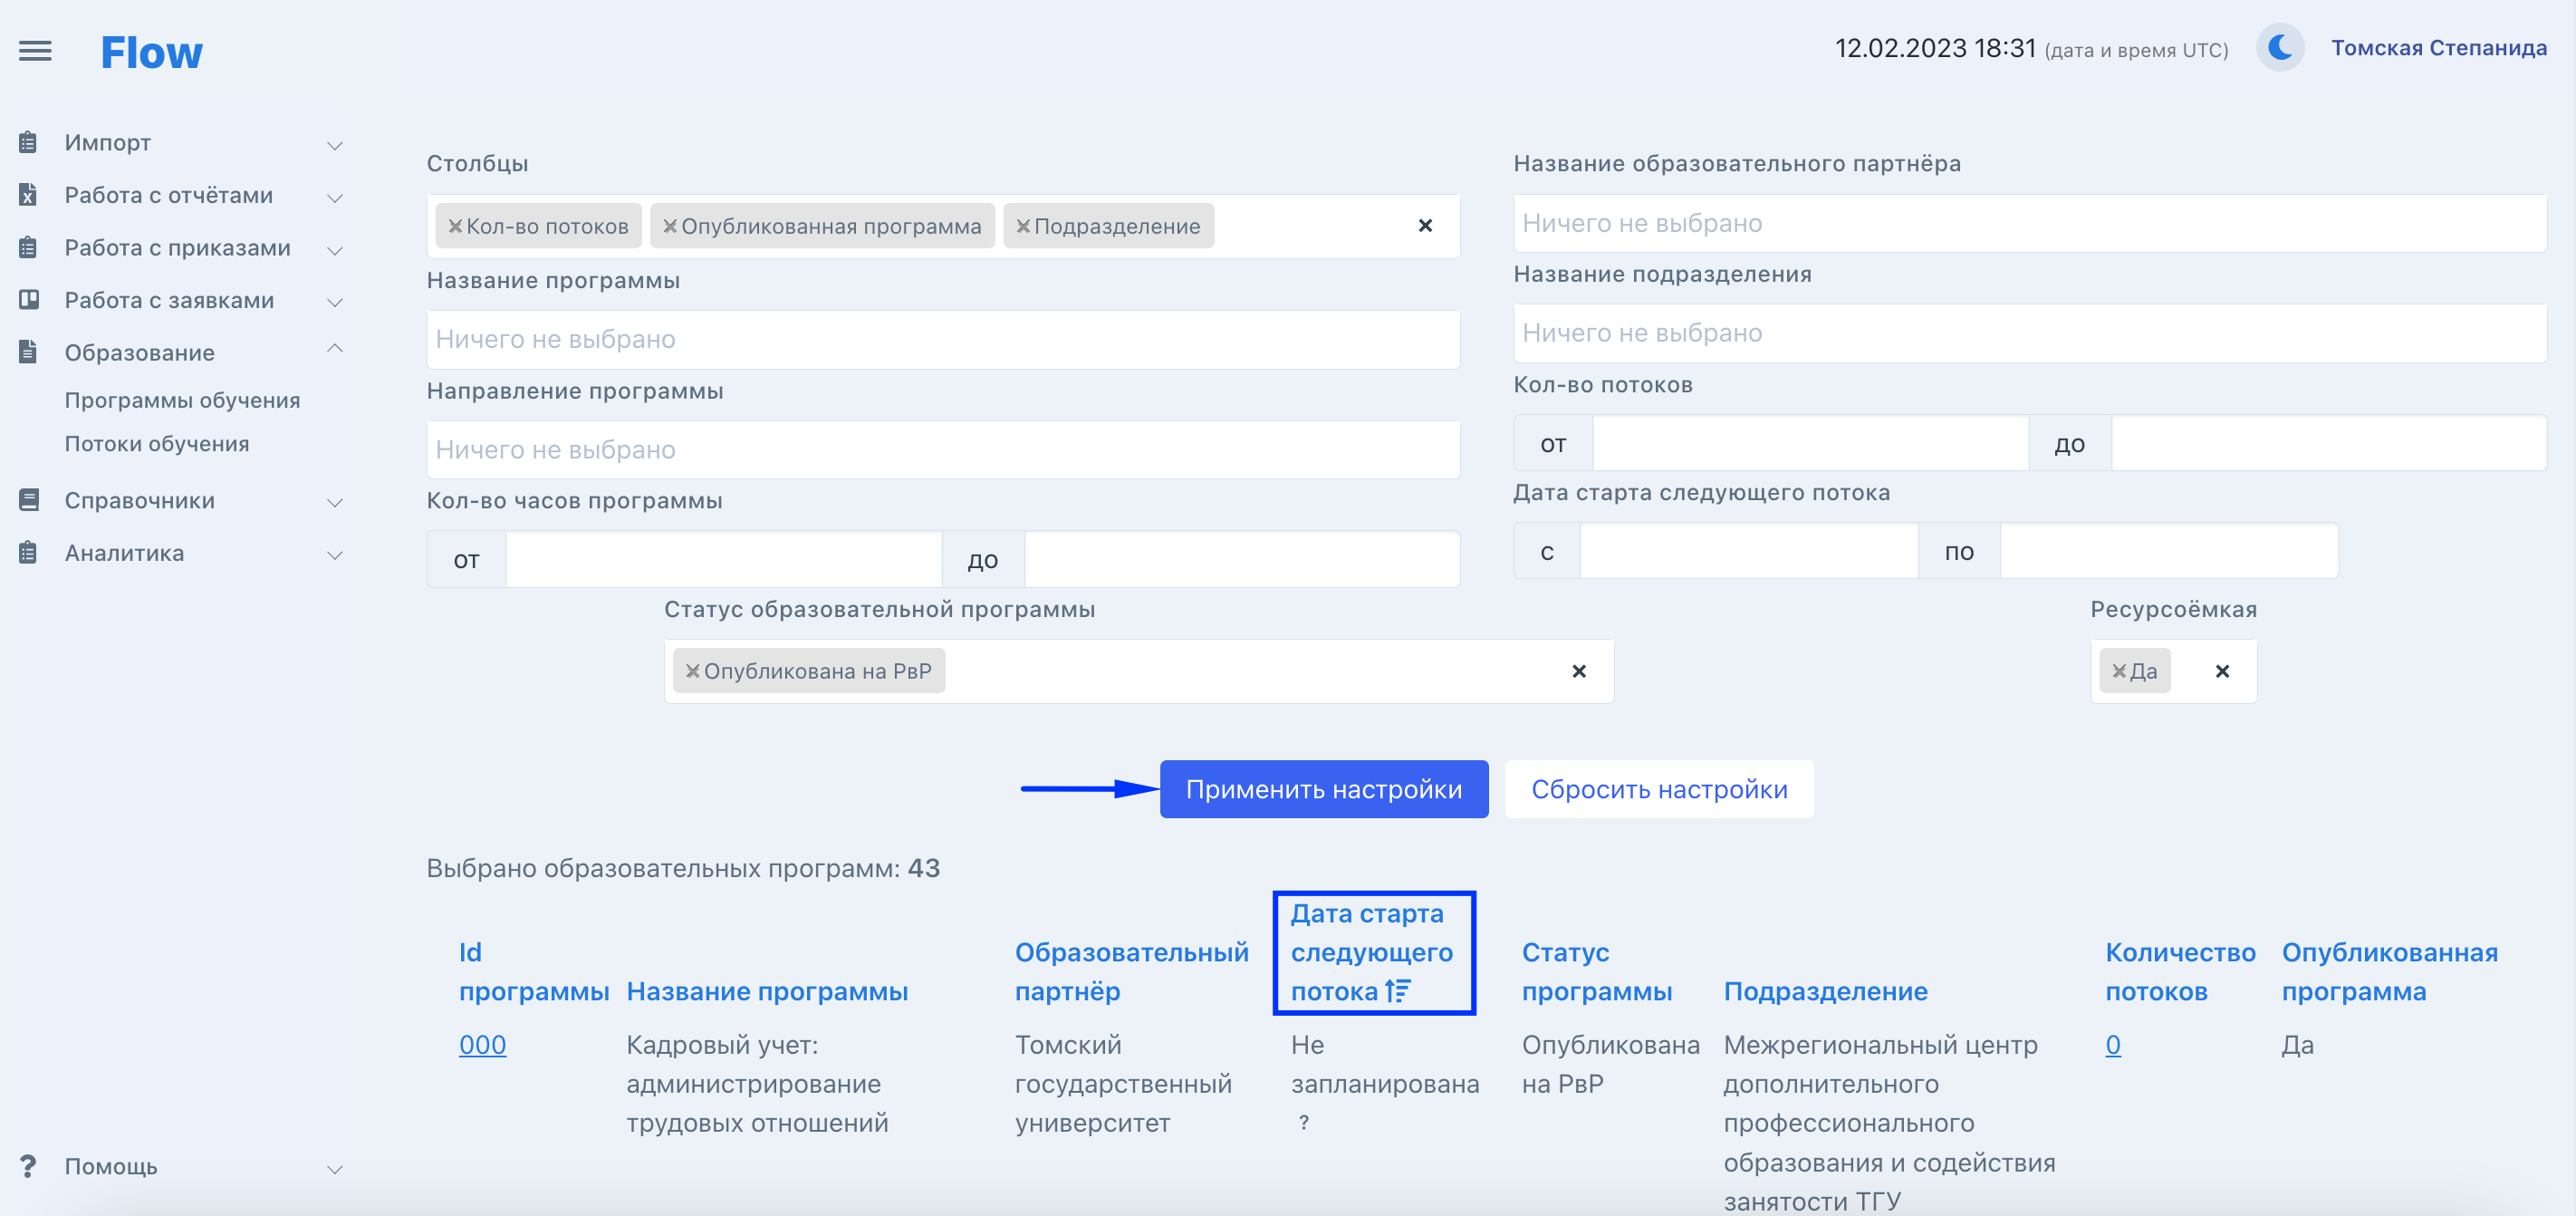 Flow
12.02.2023 18:31 (дата и время UTC)
Томская Степанида
Импорт
Работа с отчётами
Работа с приказами
Работа с заявками
Образование
Программы обучения
Потоки обучения
Справочники
Аналитика
Помощь
Столбцы
Кол-во потоков Опубликованная программа Подразделение
Название программы
Ничего не выбрано
Направление программы
Ничего не выбрано
Кол-во часов программы
от до
Название образовательного партнёра
Ничего не выбрано
Название подразделения
Ничего не выбрано
Кол-во потоков
от до
Дата старта следующего потока
с по
Статус образовательной программы
Опубликована на РвР
Ресурсоёмкая
Да
Применить настройки Сбросить настройки
Выбрано образовательных программ: 43
Id
программы
Название программы
Образовательный
партнёр
Дата старта
следующего
потока
Статус
программы
Подразделение
Количество
потоков
Опубликованная
программа
000
Кадровый учет:
администрирование
трудовых отношений
Томский
государственный
университет
Не
запланирована
?
Опубликована
на РвР
Межрегиональный центр
дополнительного
профессионального
образования и содействия
занятости ТГУ
0
Да